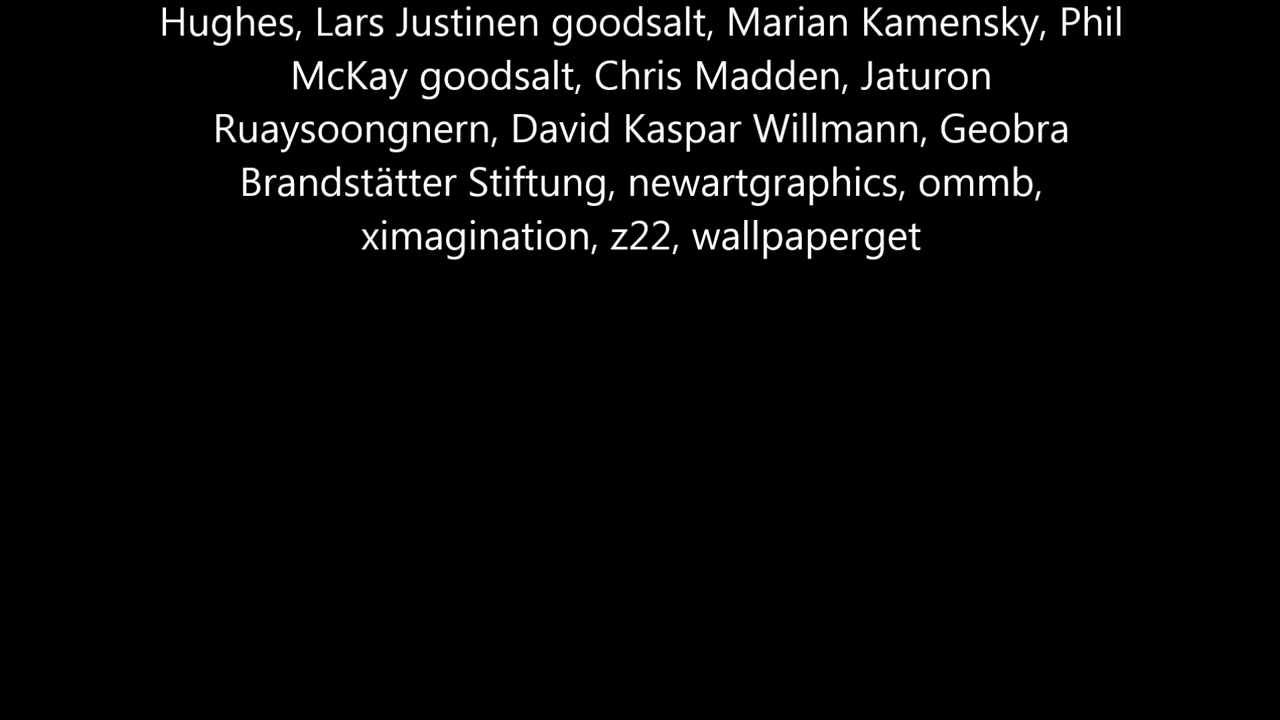 Hughes, Lars Justinen goodsalt, Marian Kamensky, Phil
McKay goodsalt, Chris Madden, Jaturon
Ruaysoongnern, David Kaspar Willmann, Geobra
Brandstätter Stiftung, newartgraphics, ommb,
ximagination, z22, wallpaperget